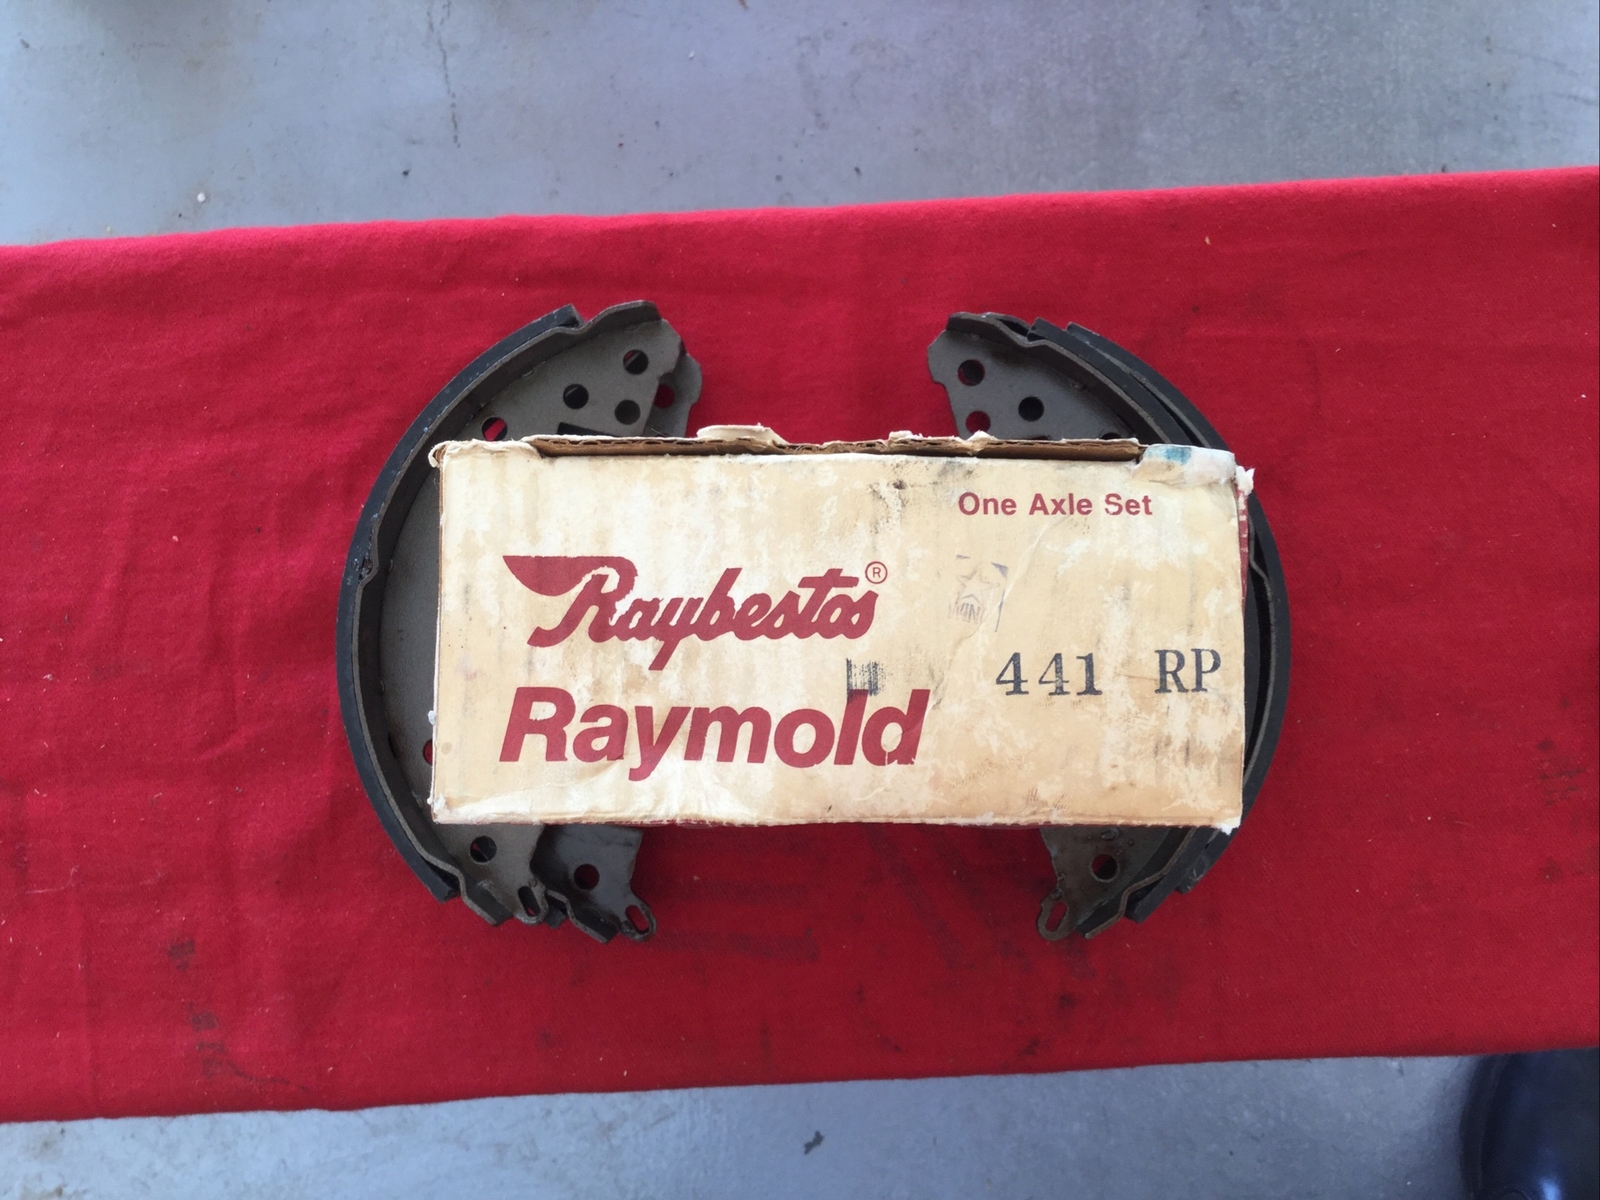 One Axle Set
Raybestos®
441 RP
Raymold